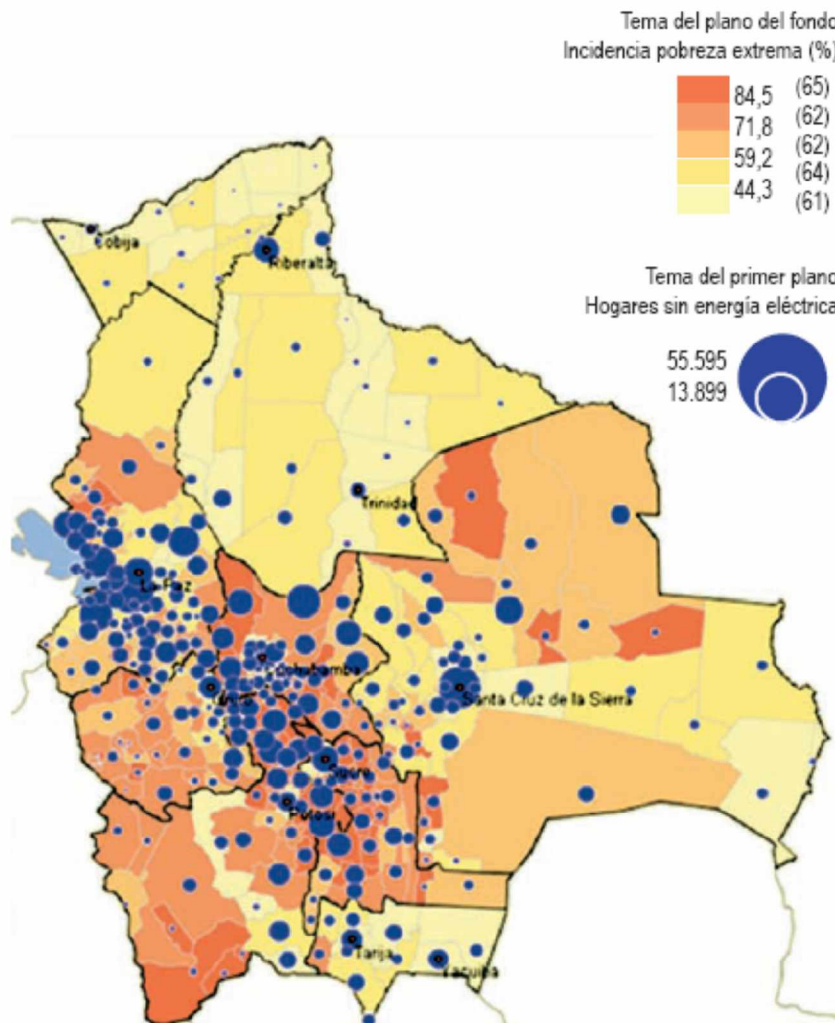 Tema del plano del fondo
Incidencia pobreza extrema (%)
84,5 (65)
71,8 (62)
59,2 (62)
44,3 (64)
(61)
Tema del primer plano
Hogares sin energía eléctrica
55.595
13.899
Cobija
Riberalta
Trinidad
La Paz
Cochabamba
Oruro
Santa Cruz de la Sierra
Sucre
Potosí
Tarija
Yacuiba